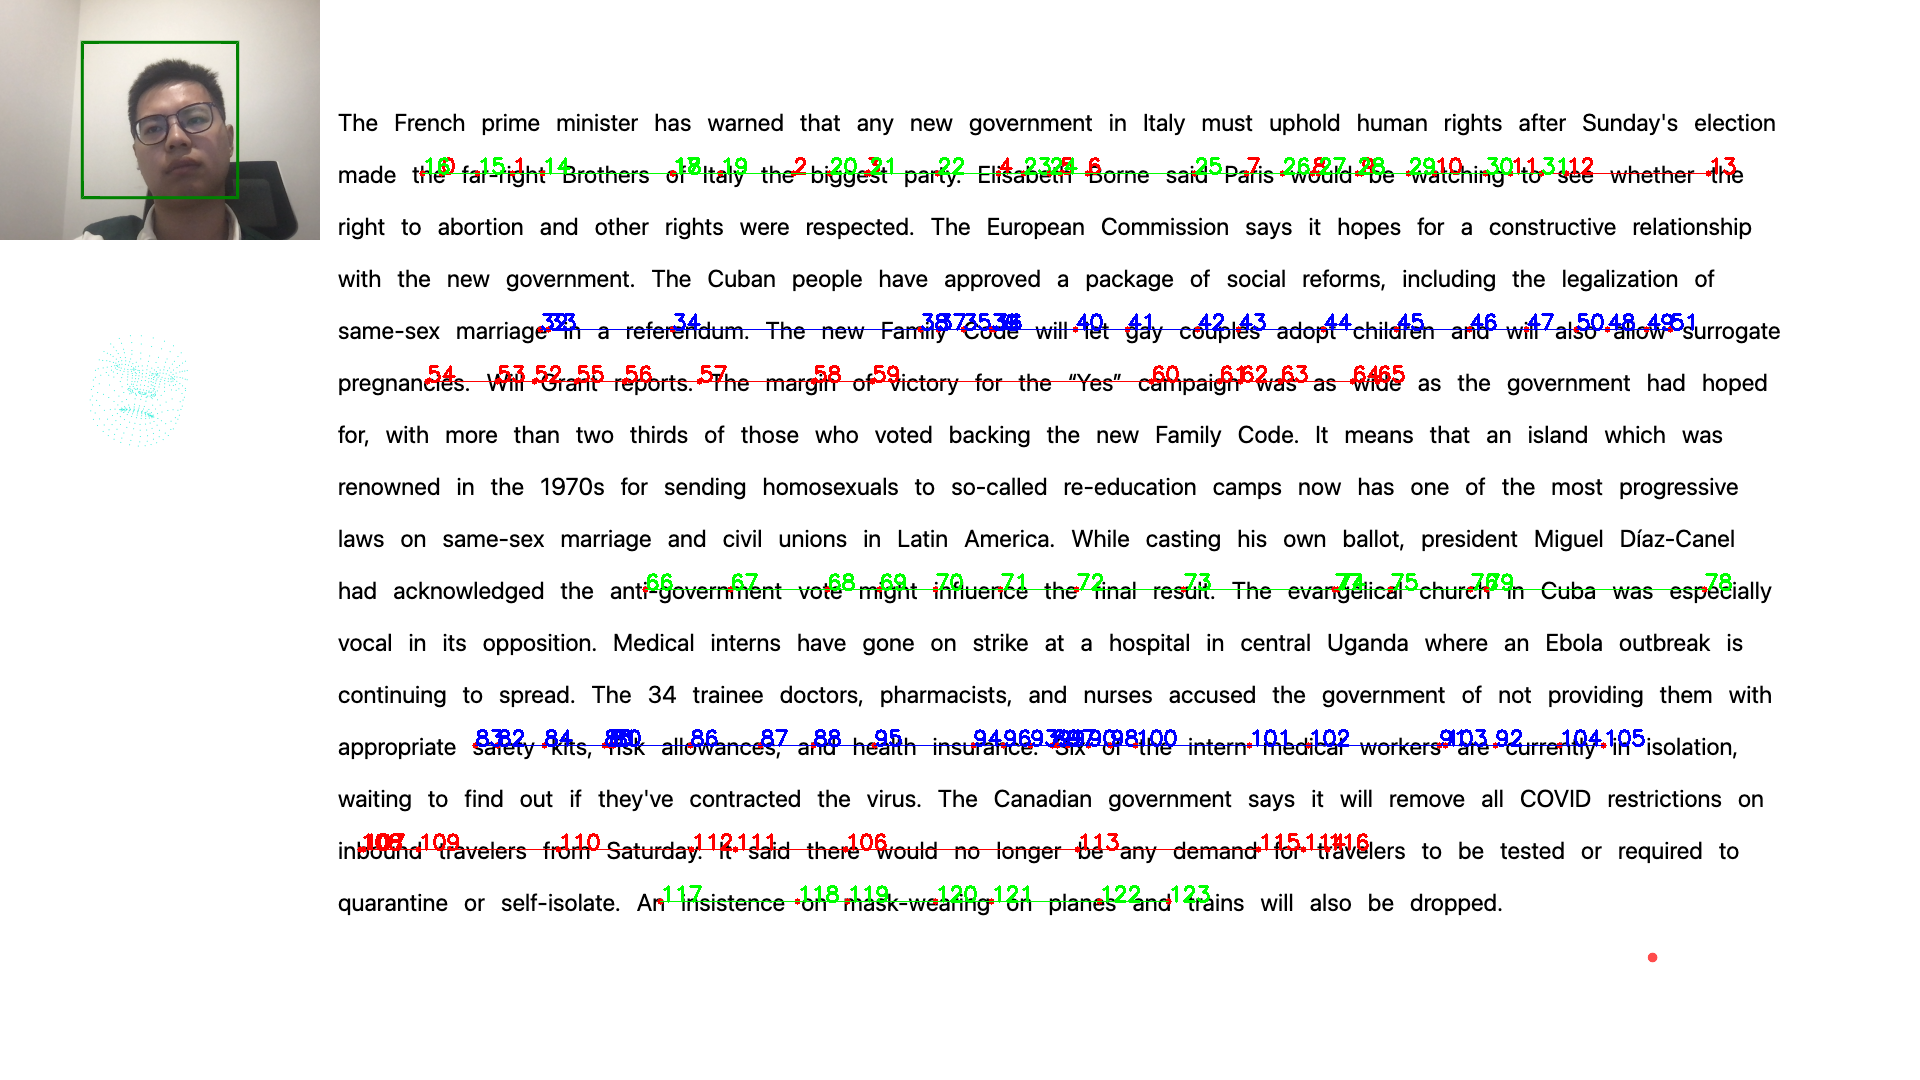 The French prime minister has warned that any new government in Italy must uphold human rights after Sunday's election
made the far-right Brothers of Italy the biggest party. Elisabeth Borne said Paris would be watching to see whether the
right to abortion and other rights were respected. The European Commission says it hopes for a constructive relationship
with the new government. The Cuban people have approved a package of social reforms, including the legalization of
same-sex marriage in a referendum. The new Family Code will let gay couples adopt children and will also allow surrogate
pregnancies. Will Grant reports. The margin of victory for the “Yes” campaign was as wide as the government had hoped
for, with more than two thirds of those who voted backing the new Family Code. It means that an island which was
renowned in the 1970s for sending homosexuals to so-called re-education camps now has one of the most progressive
laws on same-sex marriage and civil unions in Latin America. While casting his own ballot, president Miguel Díaz-Canel
had acknowledged the anti-government vote might influence the final result. The evangelical church in Cuba was especially
vocal in its opposition. Medical interns have gone on strike at a hospital in central Uganda where an Ebola outbreak is
continuing to spread. The 34 trainee doctors, pharmacists, and nurses accused the government of not providing them with
appropriate safety kits, risk allowances, and health insurance. Six of the intern medical workers are currently in isolation,
waiting to find out if they've contracted the virus. The Canadian government says it will remove all COVID restrictions on
inbound travelers from Saturday. It said there would no longer be any demand for travelers to be tested or required to
quarantine or self-isolate. An insistence on mask-wearing on planes and trains will also be dropped.